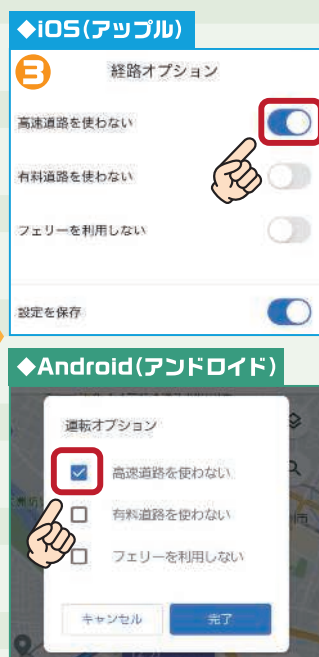 ◆iOS(アップル)
3
経路オプション
高速道路を使わない
有料道路を使わない
フェリーを利用しない
設定を保存
◆Android(アンドロイド)
運転オプション
高速道路を使わない
有料道路を使わない
フェリーを利用しない
キャンセル
完了